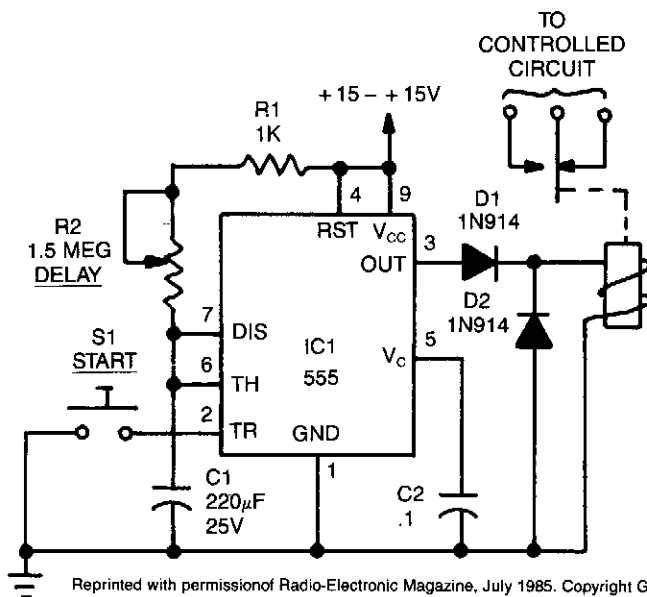 TO
CONTROLLED
CIRCUIT
+15 - +15V
R1
1K
4
9
RST
VCC
3
OUT
D1
1N914
R2
1.5 MEG
DELAY
D2
1N914
7
DIS
S1
START
6
TH
IC1
555
VC
5
2
TR
GND
1
C1
220μF
25V
C2
.1
Reprinted with permissionof Radio-Electronic Magazine, July 1985. Copyright G